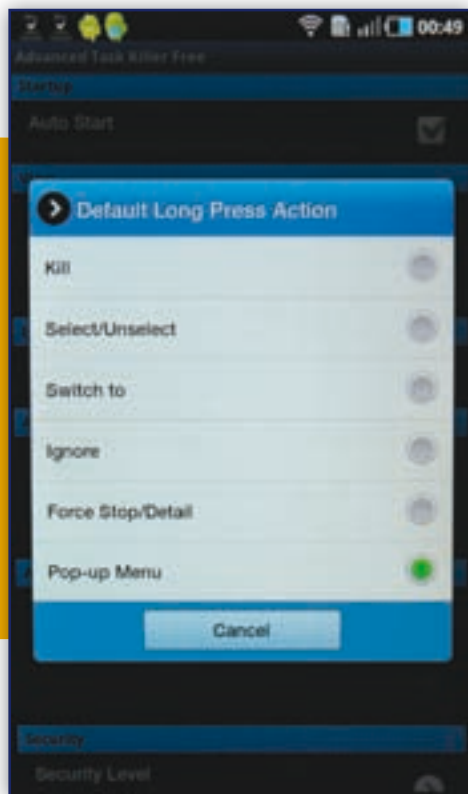 00:49
Advanced Task Killer Free
Startup
Auto Start
Default Long Press Action
Kill
Select/Unselect
Switch to
Ignore
Force Stop/Detail
Pop-up Menu
Cancel
Security
Security Level